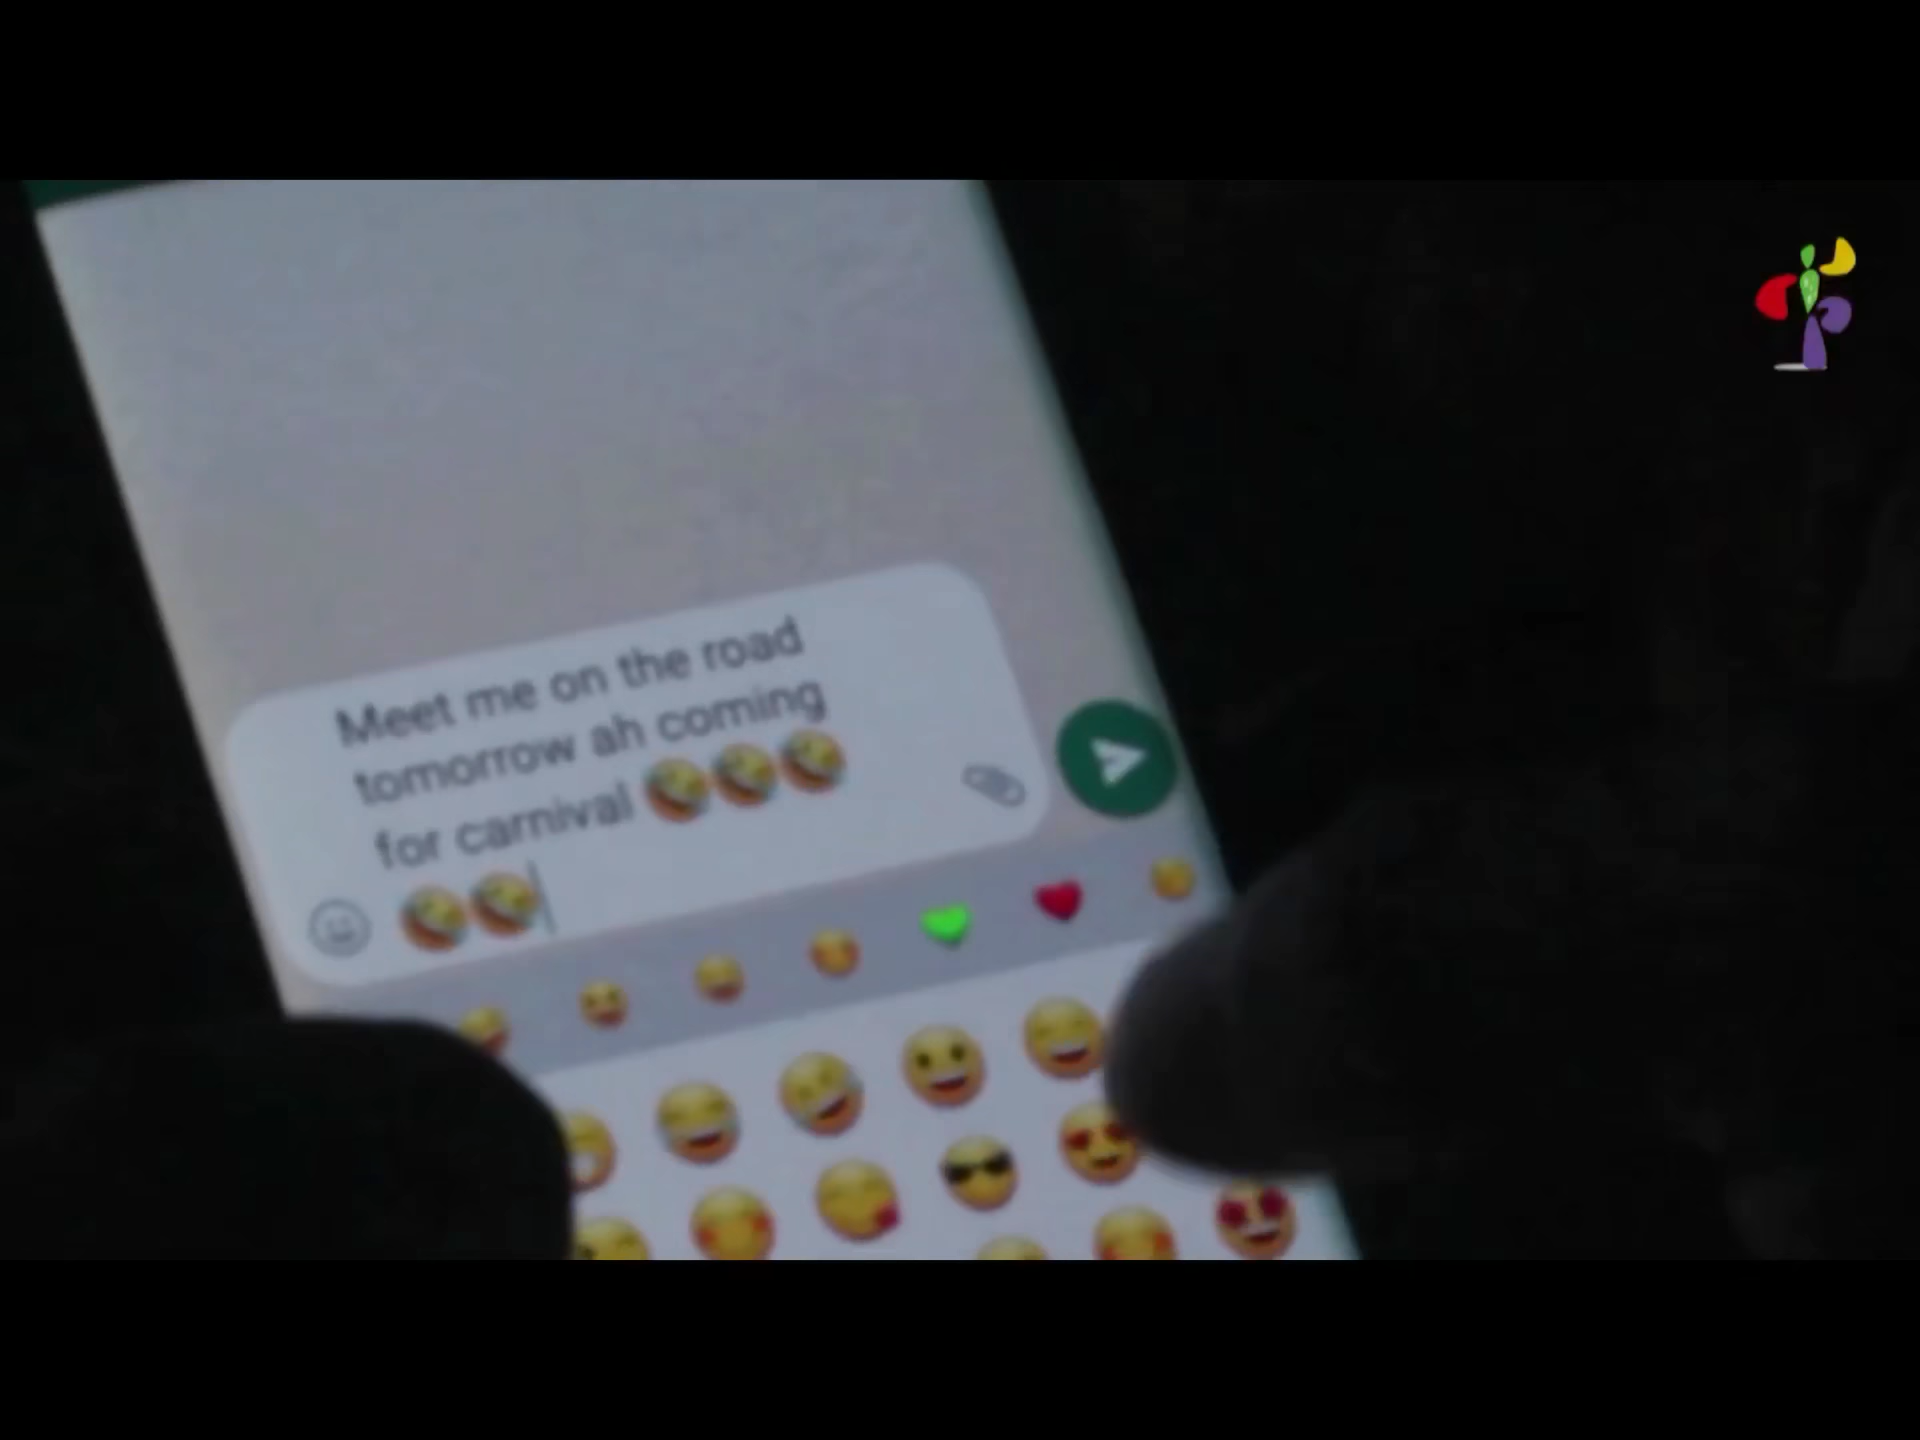 Meet me on the road
tomorrow ah coming
for carnival 🤣🤣🤣
🤣🤣